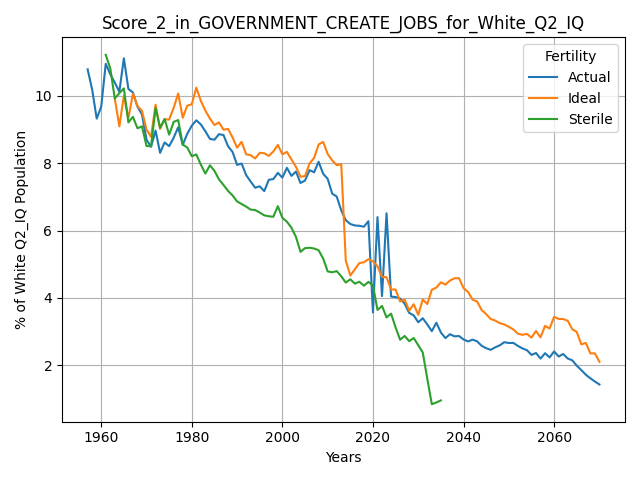 Score_2_in_GOVERNMENT_CREATE_JOBS_for_White_Q2_IQ
Fertility
Actual
Ideal
Sterile
% of White Q2_IQ Population
10
8
6
4
2
1960 1980 2000 2020 2040 2060
Years